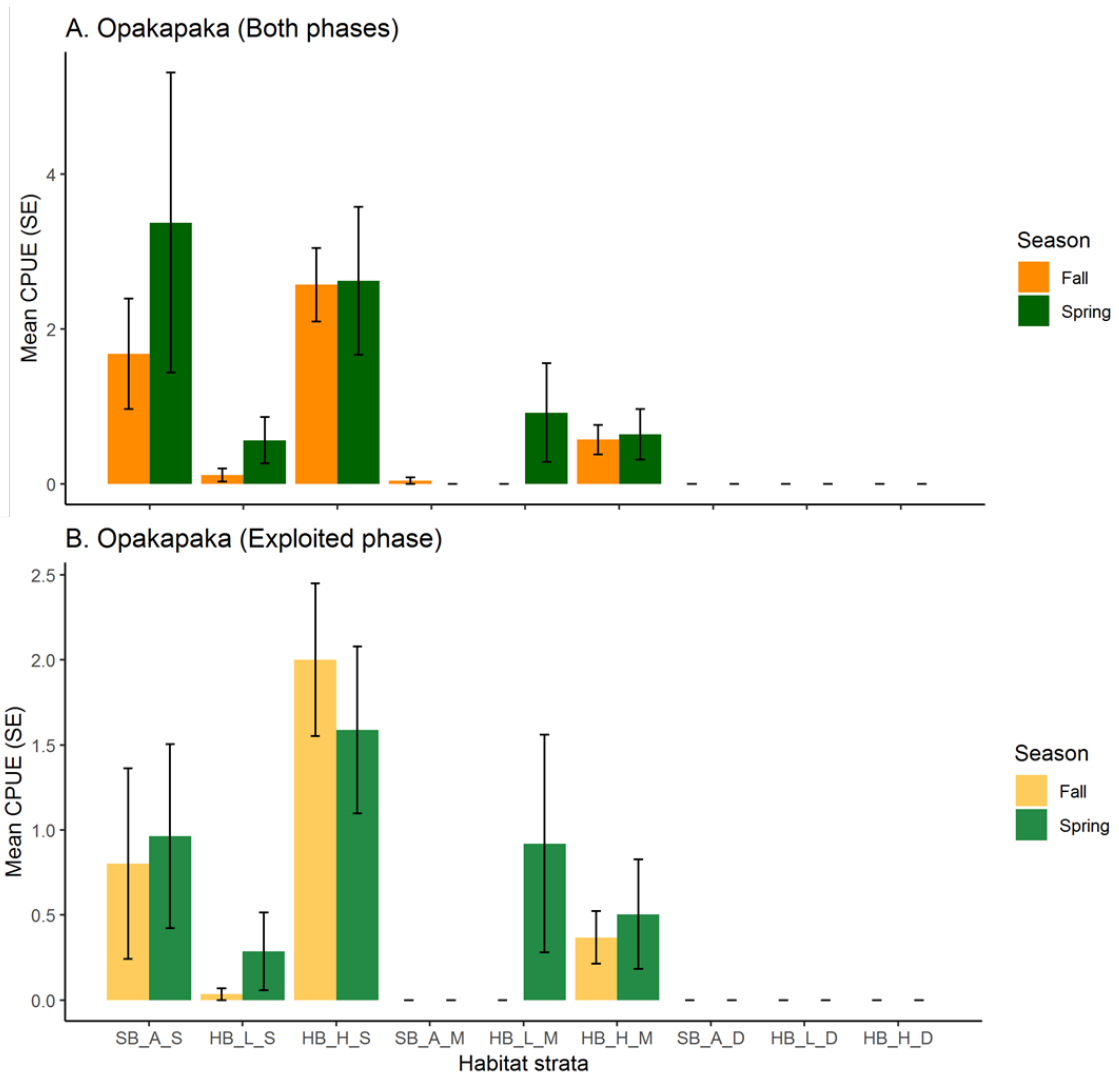 A. Opakapaka (Both phases)
4
2
0
Mean CPUE (SE)
Season
Fall
Spring
B. Opakapaka (Exploited phase)
2.5
2.0
1.5
1.0
0.5
0.0
Mean CPUE (SE)
Season
Fall
Spring
SB_A_S HB_L_S HB_H_S SB_A_M HB_L_M HB_H_M SB_A_D HB_L_D HB_H_D
Habitat strata